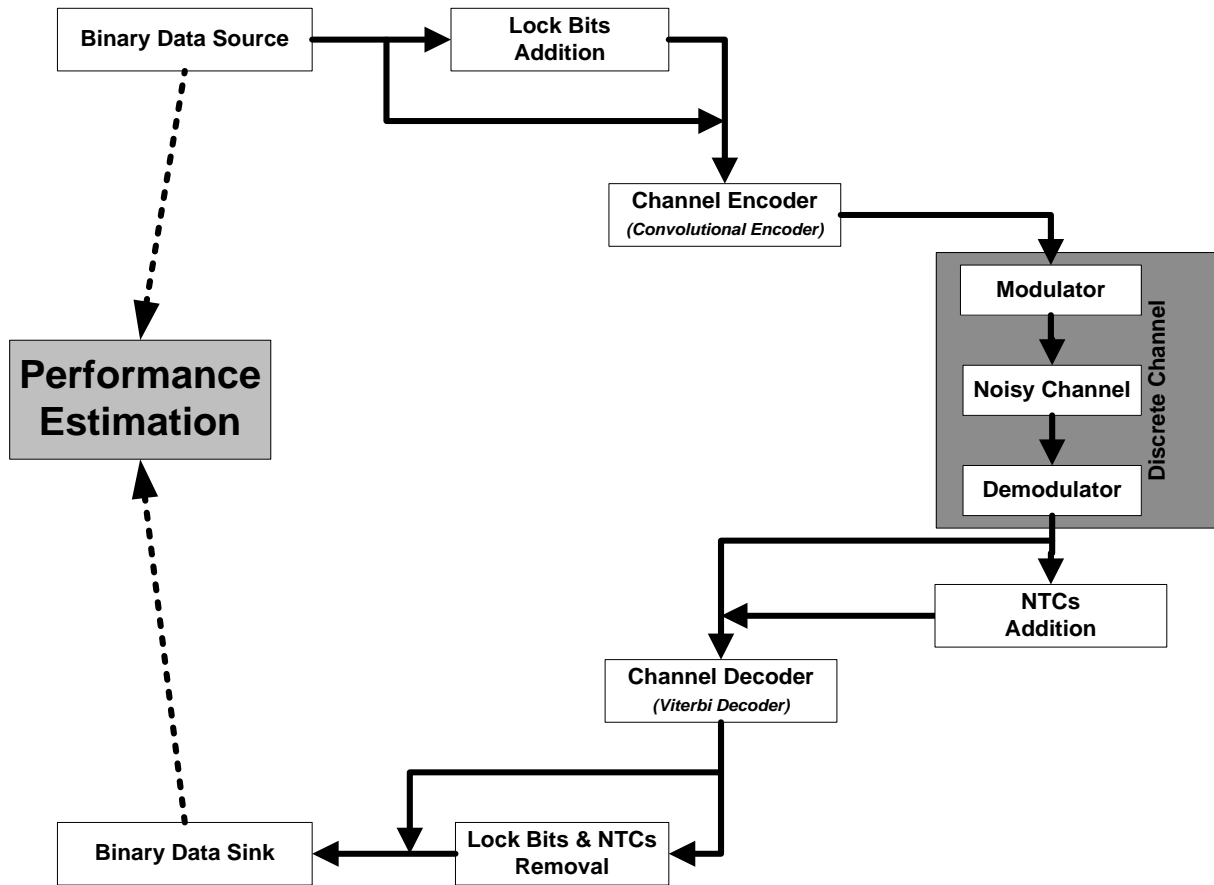 Binary Data Source
Lock Bits
Addition
Channel Encoder
(Convolutional Encoder)
Modulator
Noisy Channel
Demodulator
Discrete Channel
Performance
Estimation
NTCs
Addition
Channel Decoder
(Viterbi Decoder)
Lock Bits & NTCs
Removal
Binary Data Sink